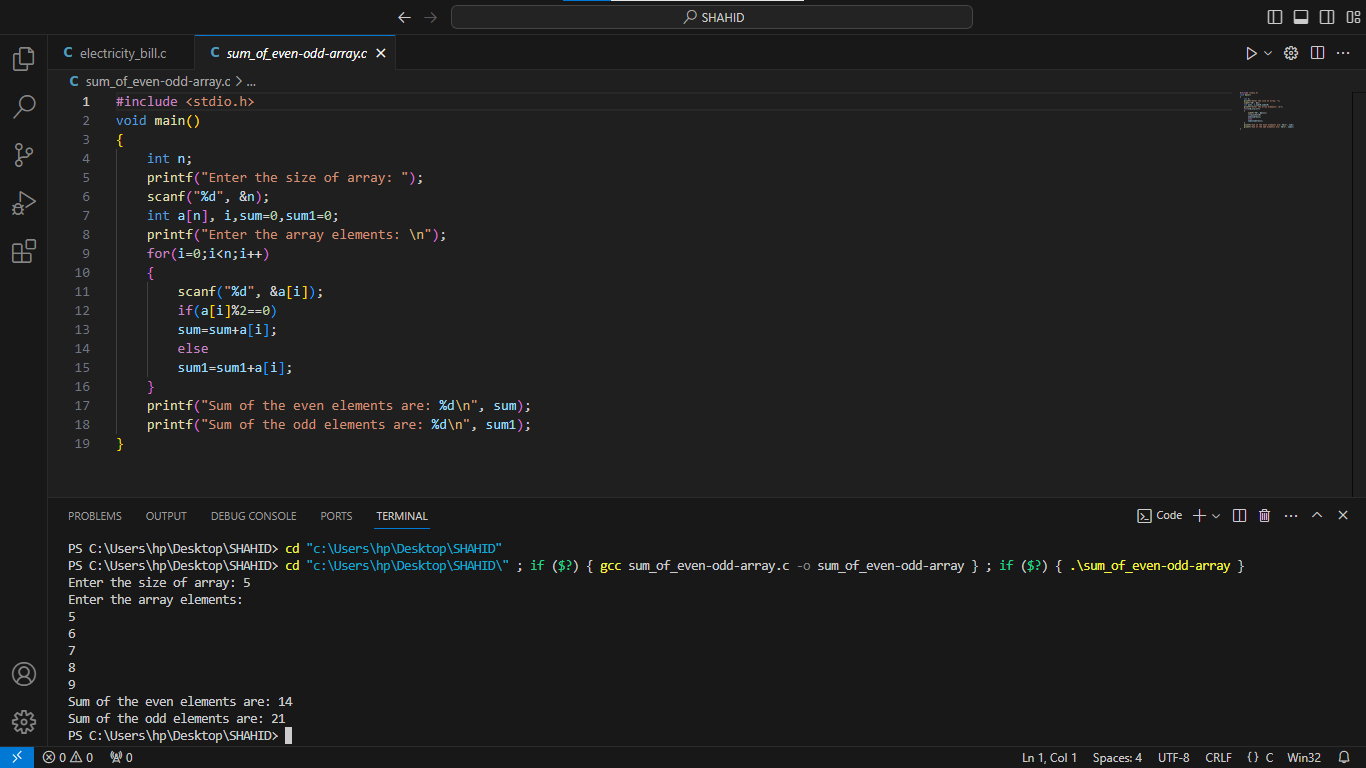 SHAHID
C electricity_bill.c
C sum_of_even-odd-array.c
C sum_of_even-odd-array.c > ...
1 #include <stdio.h>
2 void main()
3 {
4     int n;
5     printf("Enter the size of array: ");
6     scanf("%d", &n);
7     int a[n], i,sum=0,sum1=0;
8     printf("Enter the array elements: \n");
9     for(i=0;i<n;i++)
10     {
11         scanf("%d", &a[i]);
12         if(a[i]%2==0)
13         sum=sum+a[i];
14         else
15         sum1=sum1+a[i];
16     }
17     printf("Sum of the even elements are: %d\n", sum);
18     printf("Sum of the odd elements are: %d\n", sum1);
19 }
PROBLEMS OUTPUT DEBUG CONSOLE PORTS TERMINAL
Code
PS C:\Users\hp\Desktop\SHAHID> cd "c:\Users\hp\Desktop\SHAHID"
PS C:\Users\hp\Desktop\SHAHID> cd "c:\Users\hp\Desktop\SHAHID\" ; if ($?) { gcc sum_of_even-odd-array.c -o sum_of_even-odd-array } ; if ($?) { .\sum_of_even-odd-array }
Enter the size of array: 5
Enter the array elements:
5
6
7
8
9
Sum of the even elements are: 14
Sum of the odd elements are: 21
PS C:\Users\hp\Desktop\SHAHID>
0 0 0 Ln 1, Col 1 Spaces: 4 UTF-8 CRLF {} C Win32